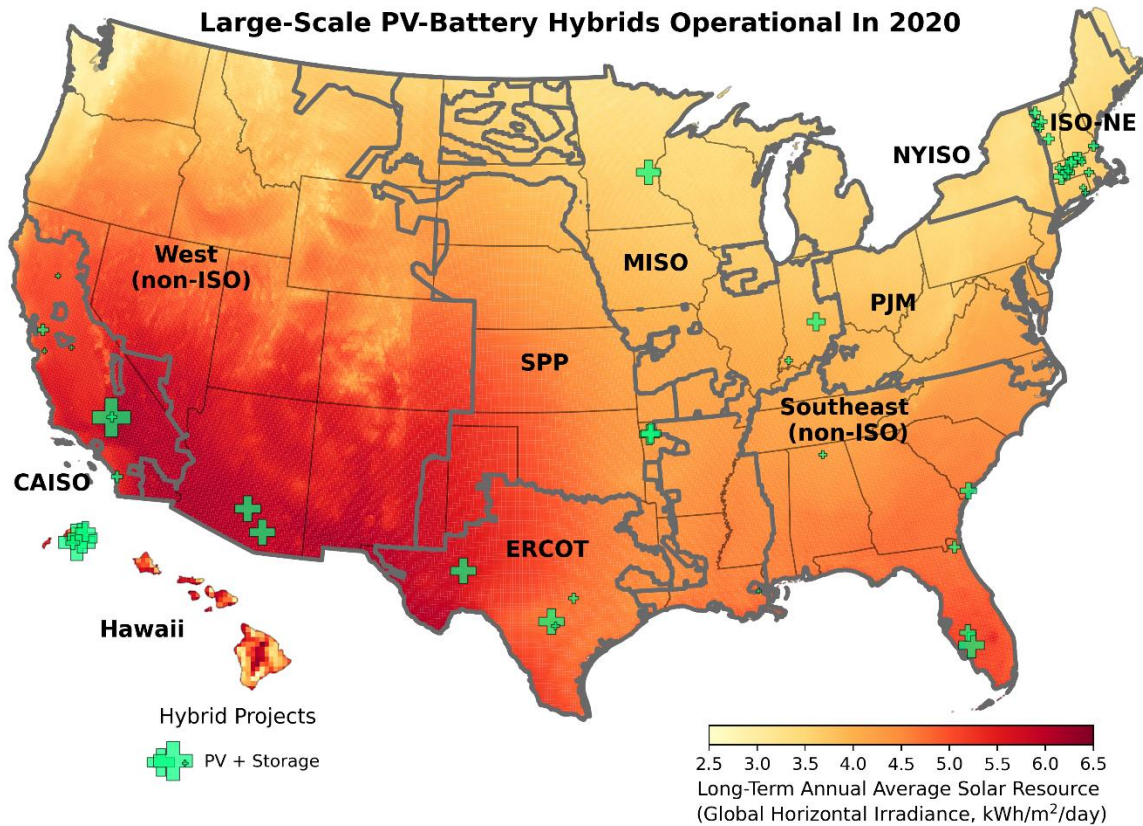 Large-Scale PV-Battery Hybrids Operational In 2020
ISO-NE
NYISO
West
(non-ISO)
MISO
PJM
SPP
Southeast
(non-ISO)
CAISO
ERCOT
Hawaii
Hybrid Projects
PV + Storage
2.5 3.0 3.5 4.0 4.5 5.0 5.5 6.0 6.5
Long-Term Annual Average Solar Resource
(Global Horizontal Irradiance, kWh/m²/day)